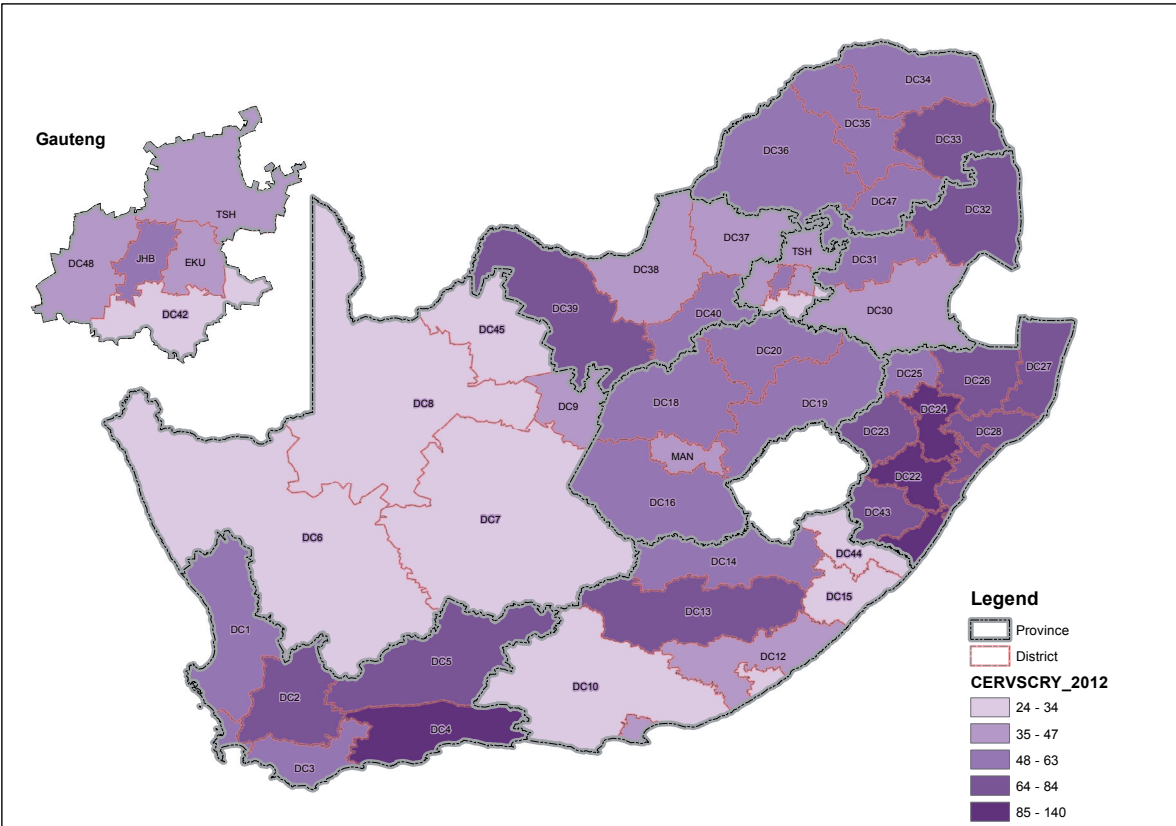 Gauteng
TSH
DC48
JHB
EKU
DC42
DC34
DC35
DC33
DC36
DC47
DC32
DC37
TSH
DC38
DC31
DC39
DC40
DC30
DC45
DC20
DC27
DC25
DC26
DC8
DC9
DC18
DC19
DC24
DC23
DC28
MAN
DC22
DC16
DC43
DC7
DC6
DC44
DC14
DC15
DC13
DC1
DC12
DC5
DC10
DC2
DC4
DC3
Legend
Province
District
CERVSCRY_2012
24 - 34
35 - 47
48 - 63
64 - 84
85 - 140